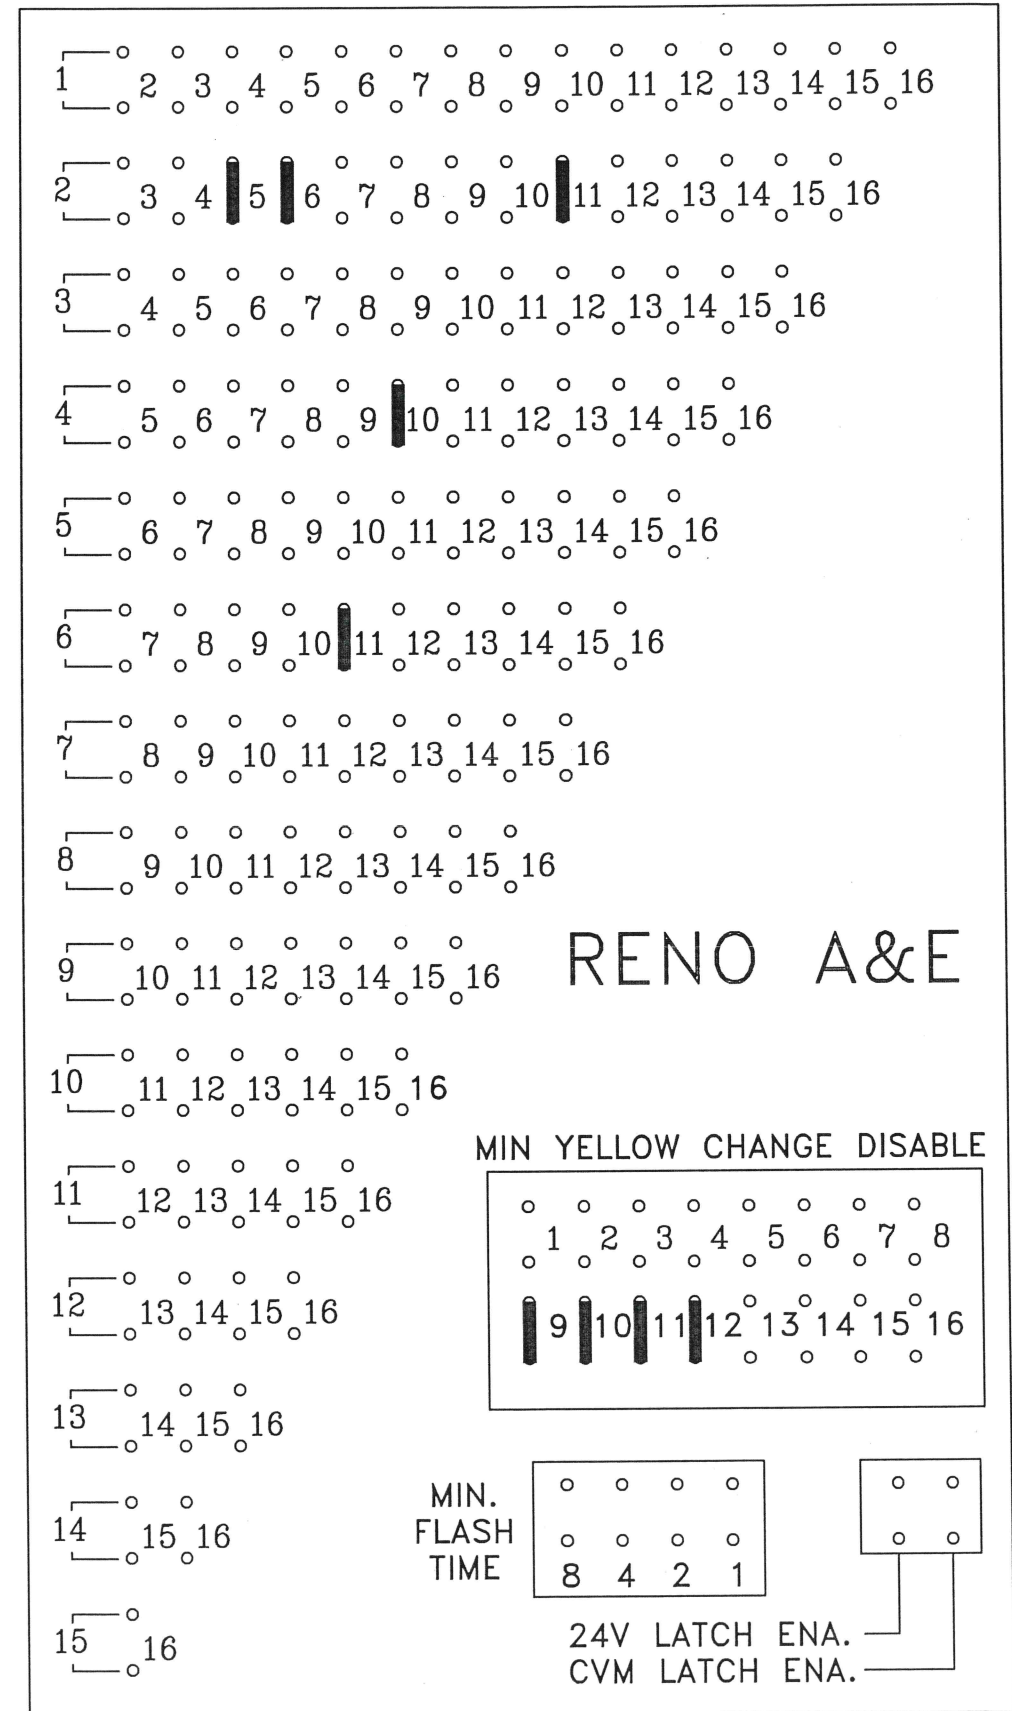 1 2 3 4 5 6 7 8 9 10 11 12 13 14 15 16
2 3 4 5 6 7 8 9 10 11 12 13 14 15 16
3 4 5 6 7 8 9 10 11 12 13 14 15 16
4 5 6 7 8 9 10 11 12 13 14 15 16
5 6 7 8 9 10 11 12 13 14 15 16
6 7 8 9 10 11 12 13 14 15 16
7 8 9 10 11 12 13 14 15 16
8 9 10 11 12 13 14 15 16
9 10 11 12 13 14 15 16
RENO A&E
10 11 12 13 14 15 16
11 12 13 14 15 16
12 13 14 15 16
13 14 15 16
14 15 16
15 16
MIN YELLOW CHANGE DISABLE
1 2 3 4 5 6 7 8
9 10 11 12 13 14 15 16
MIN.
FLASH
TIME
8 4 2 1
24V LATCH ENA.
CVM LATCH ENA.